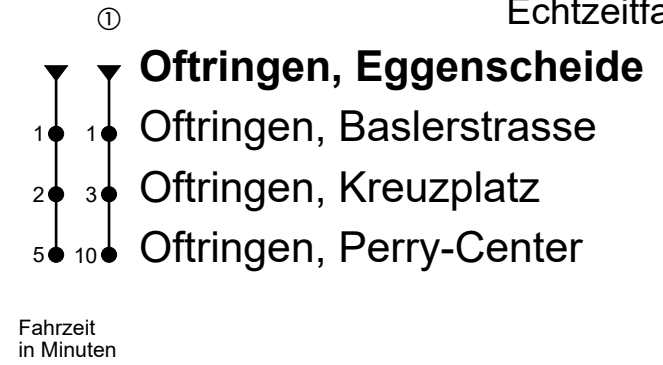 Echtzeitfa
①
Oftringen, Eggenscheide
1 1 Oftringen, Baslerstrasse
2 3 Oftringen, Kreuzplatz
5 10 Oftringen, Perry-Center
Fahrzeit
in Minuten